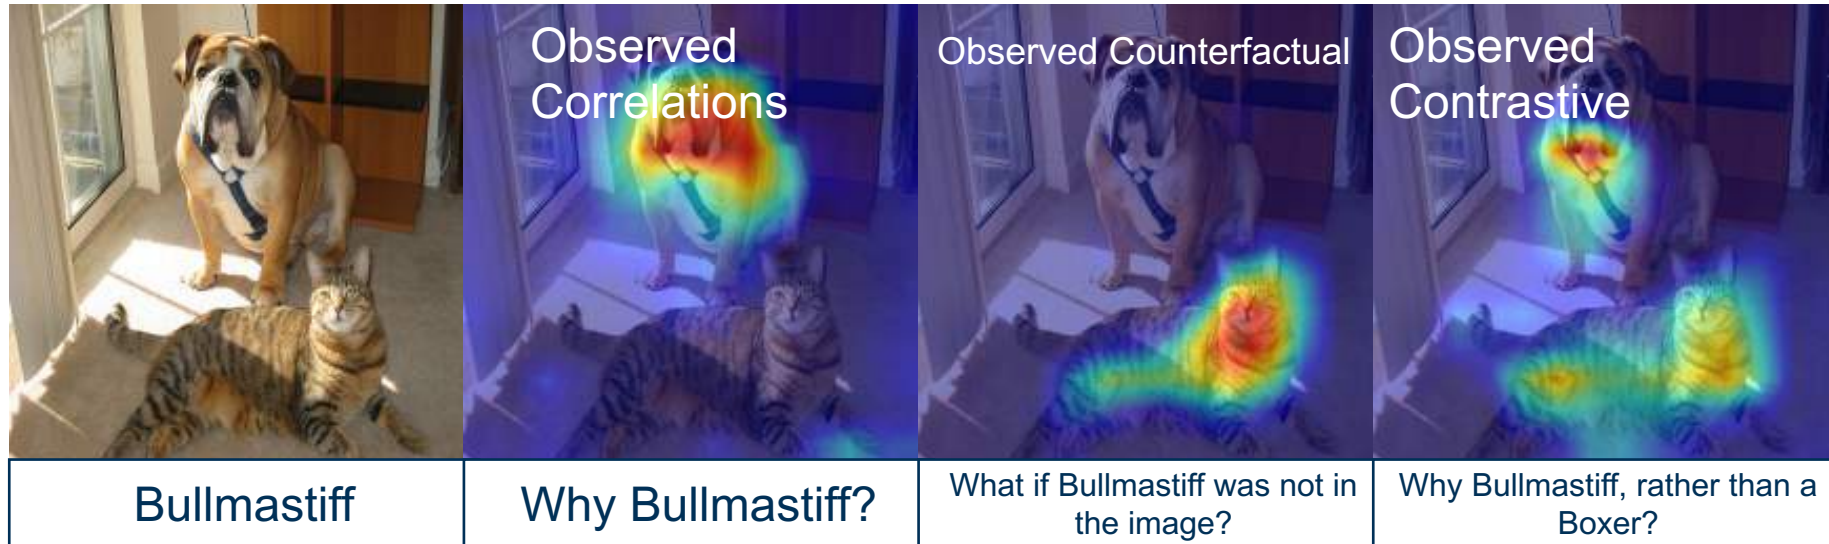 Observed
Correlations
Observed Counterfactual
Observed
Contrastive
Bullmastiff
Why Bullmastiff?
What if Bullmastiff was not in
the image?
Why Bullmastiff, rather than a
Boxer?